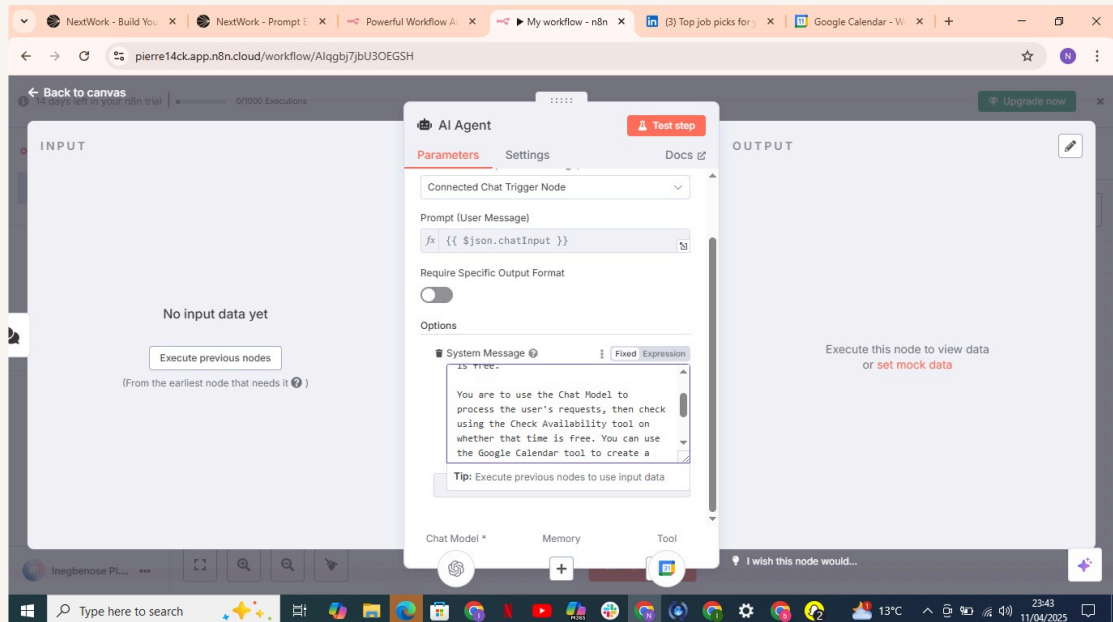 NextWork - Build You
NextWork - Prompt E
Powerful Workflow A
My workflow - n8n
(3) Top job picks for y
Google Calendar - W
pierre14ck.app.n8n.cloud/workflow/AIqgbj7jbU3OEGSH
N
Back to canvas
14 days left in your n8n trial
0/1000 Executions
Upgrade now
INPUT
AI Agent
Test step
OUTPUT
Parameters
Settings
Docs
Connected Chat Trigger Node
Prompt (User Message)
fx {{ $json.chatInput }}
Require Specific Output Format
No input data yet
Options
Execute previous nodes
(From the earliest node that needs it ? )
System Message
Fixed Expression
is free.
You are to use the Chat Model to
process the user's requests, then check
using the Check Availability tool on
whether that time is free. You can use
the Google Calendar tool to create a
Tip: Execute previous nodes to use input data
Execute this node to view data
or set mock data
Chat Model *
Memory
Tool
31
I wish this node would...
Inegbenose PI...
Type here to search
13°C
23:43
11/04/2025